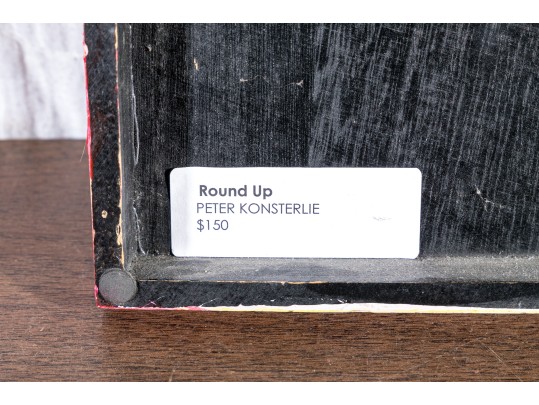 Round Up
PETER KONSTERLIE
$150